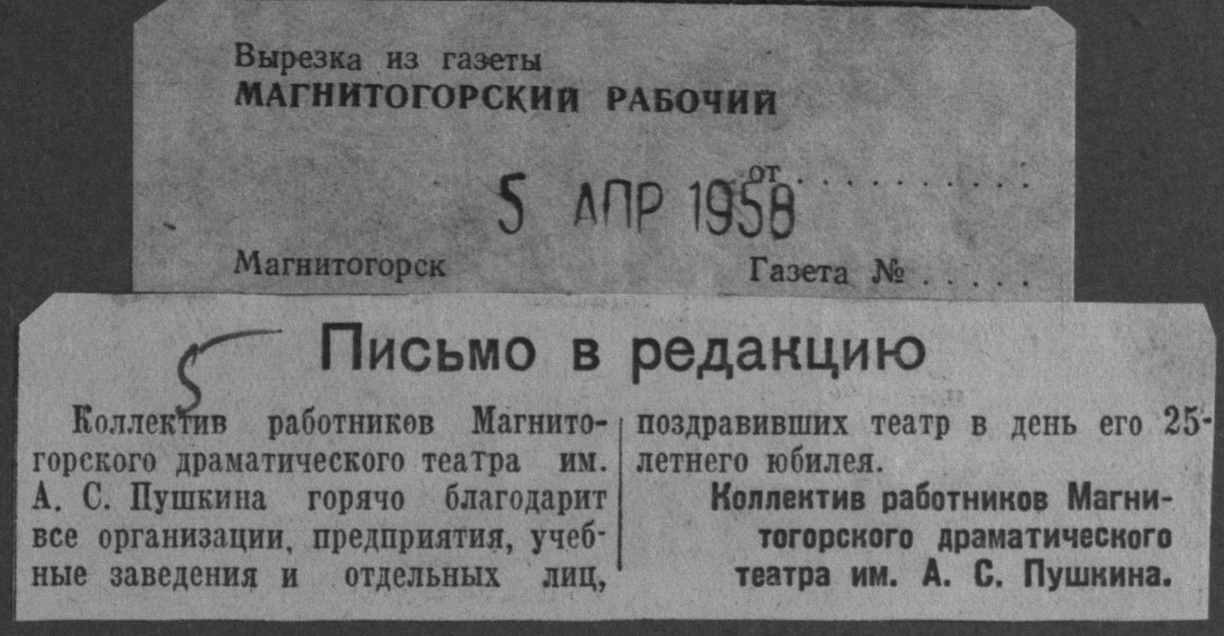 Вырезка из газеты
МАГНИТОГОРСКИЙ РАБОЧИЙ
от . . . . . . . . . . .
5 АПР 1958
Магнитогорск Газета № . . . . .
5
Письмо в редакцию
Коллектив работников Магнито-
горского драматического театра им.
А. С. Пушкина горячо благодарит
все организации, предприятия, учеб-
ные заведения и отдельных лиц,
поздравивших театр в день его 25-
летнего юбилея.
Коллектив работников Магни-
тогорского драматического
театра им. А. С. Пушкина.